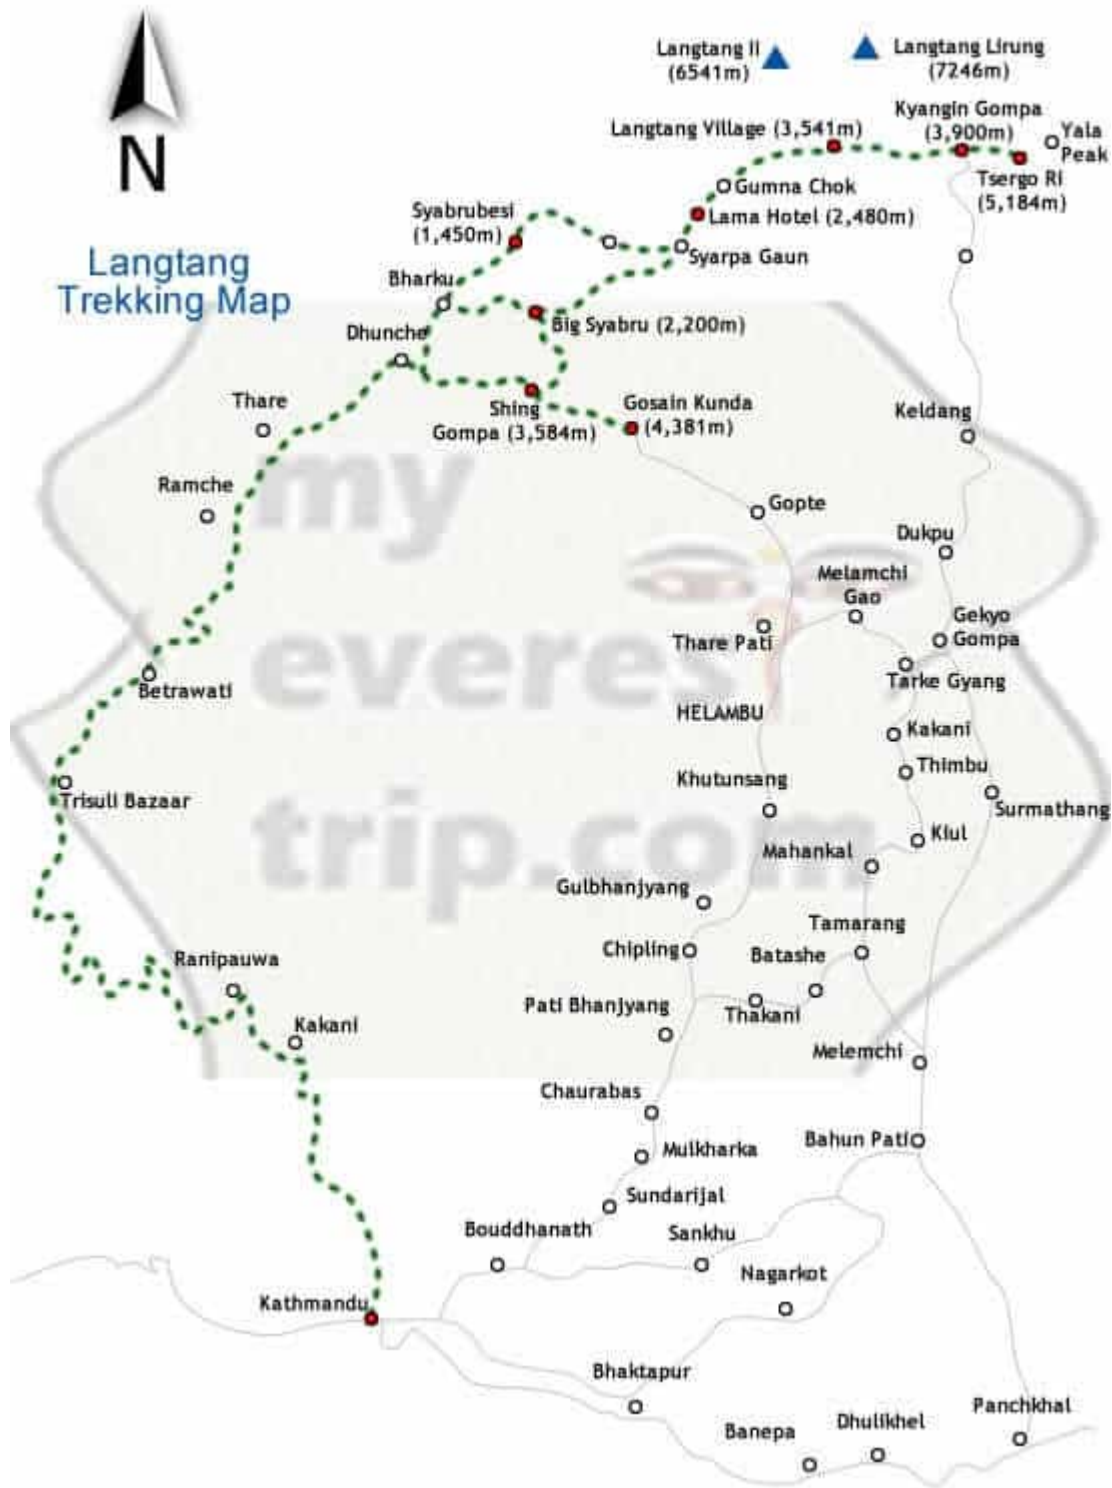 Langtang II
(6541m)
Langtang Lirung
(7246m)
N
Langtang
Trekking Map
Kyangin Gompa
(3,900m)
Yala
Peak
Langtang Village (3,541m)
Tsergo Ri
(5,184m)
Gumna Chok
Lama Hotel (2,480m)
Syabrubesi
(1,450m)
Syarpa Gaun
Bharku
Big Syabru (2,200m)
Dhunche
Thare
Shing
Gompa (3,584m)
Gosain Kunda
(4,381m)
Keldang
Ramche
Gopte
Dukpu
Melamchi
Gao
Gekyo
Gompa
Thare Pati
Tarke Gyang
Betrawati
HELAMBU
Kakani
Thimbu
Khutunsang
Surmathang
Trisuli Bazaar
Kiul
Mahankal
Gulbhanjyang
Tamarang
Chipling
Batashe
Ranipauwa
Pati Bhanjyang
Thakani
Kakani
Melemchi
Chaurabas
Bahun Pati
Mulkharka
Sundarijal
Bouddhanath
Sankhu
Nagarkot
Kathmandu
Bhaktapur
Banepa
Dhulikhel
Panchkhal
my
everest
trip.com